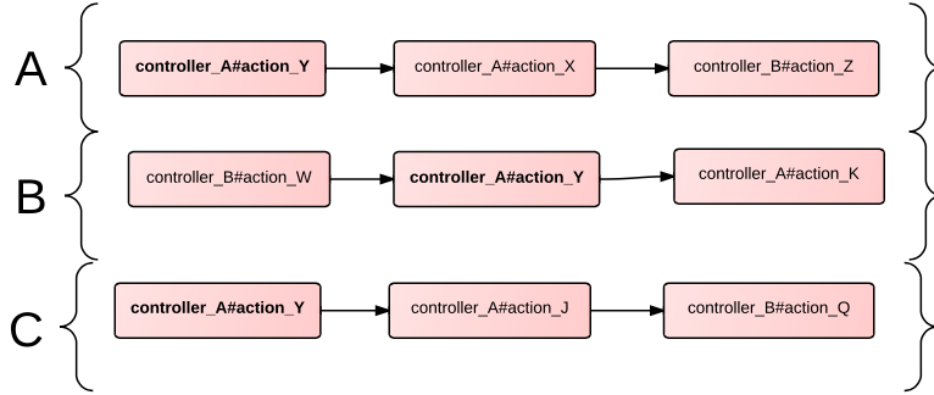 A
controller_A#action_Y
controller_A#action_X
controller_B#action_Z
B
controller_B#action_W
controller_A#action_Y
controller_A#action_K
C
controller_A#action_Y
controller_A#action_J
controller_B#action_Q